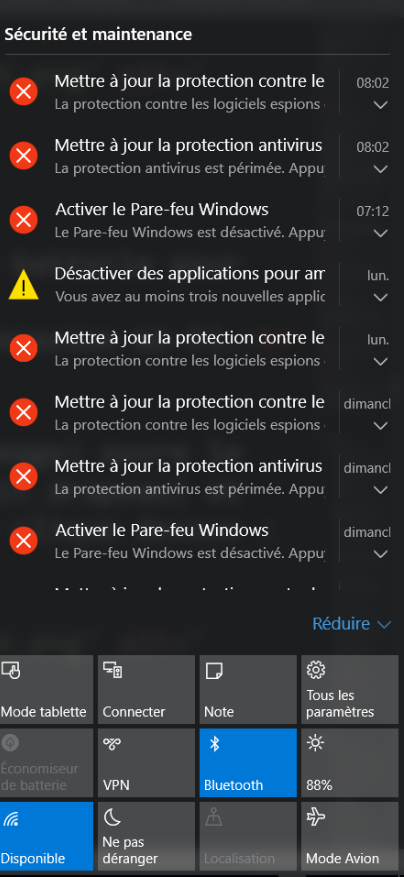 Sécurité et maintenance
Mettre à jour la protection contre le 08:02
La protection contre les logiciels espions
Mettre à jour la protection antivirus 08:02
La protection antivirus est périmée. Appu
Activer le Pare-feu Windows 07:12
Le Pare-feu Windows est désactivé. Appu
Désactiver des applications pour am lun.
Vous avez au moins trois nouvelles applic
Mettre à jour la protection contre le lun.
La protection contre les logiciels espions
Mettre à jour la protection contre le dimancl
La protection contre les logiciels espions
Mettre à jour la protection antivirus dimancl
La protection antivirus est périmée. Appu
Activer le Pare-feu Windows dimancl
Le Pare-feu Windows est désactivé. Appu
Réduire
Mode tablette Connecter Note Tous les paramètres
Économiseur de batterie VPN Bluetooth 88%
Disponible Ne pas déranger Localisation Mode Avion